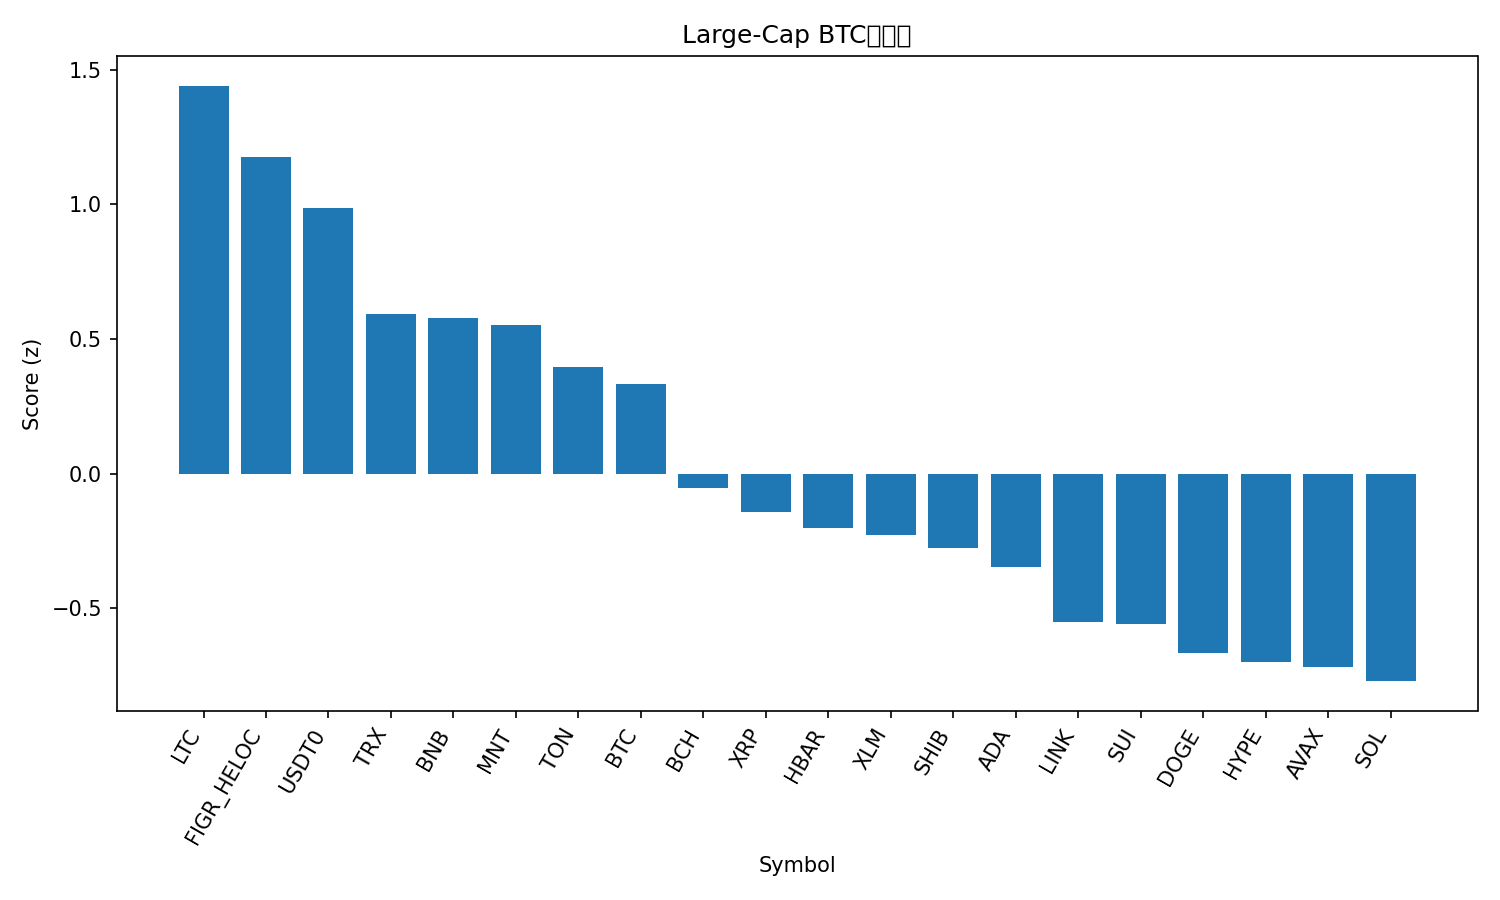 Large-Cap BTC
1.5
1.0
0.5
0.0
−0.5
Score (z)
LTC
FIGR_HELOC
USDT0
TRX
BNB
MNT
TON
BTC
BCH
XRP
HBAR
XLM
SHIB
ADA
LINK
SUI
DOGE
HYPE
AVAX
SOL
Symbol